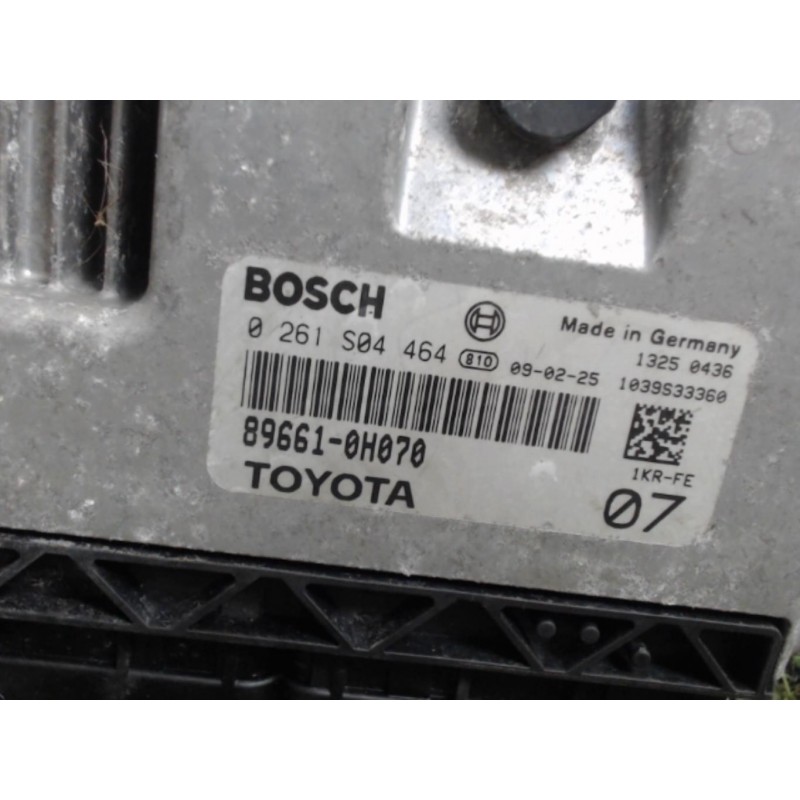 BOSCH
Made in Germany
0 261 S04 464 810 09-02-25
1325 0436
1039S33360
89661-0H070
1KR-FE
TOYOTA
07